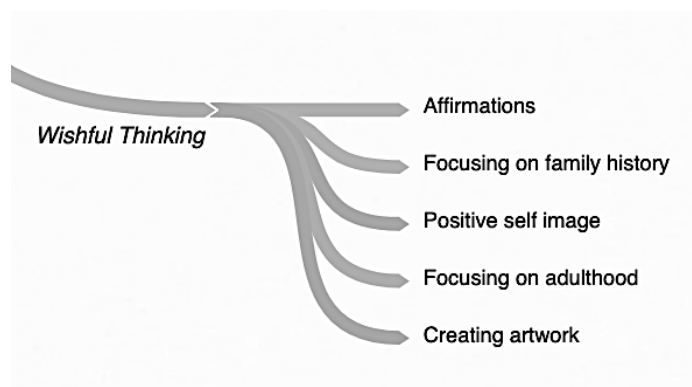 Wishful Thinking
Affirmations
Focusing on family history
Positive self image
Focusing on adulthood
Creating artwork